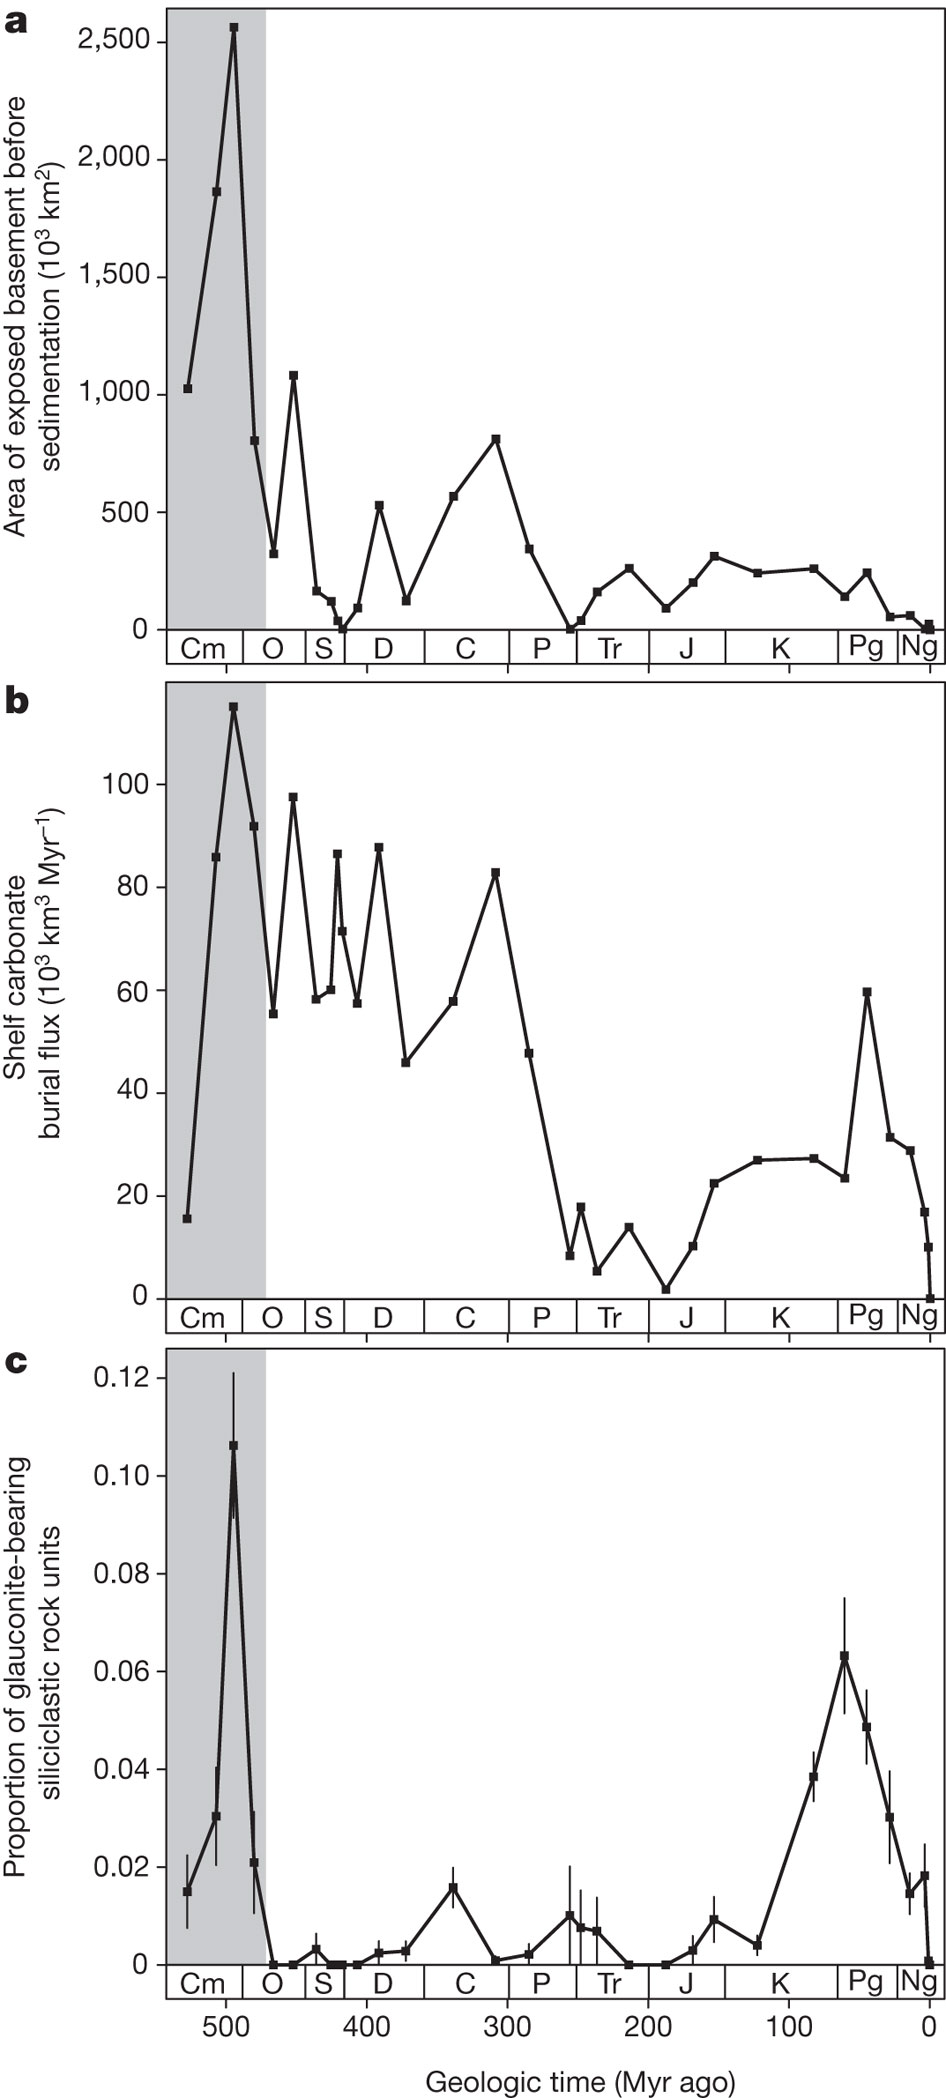 a
Area of exposed basement before
sedimentation (10³ km²)
2,500
2,000
1,500
1,000
500
0
Cm O S D C P Tr J K Pg Ng
b
Shelf carbonate
burial flux (10³ km³ Myr⁻¹)
100
80
60
40
20
0
Cm O S D C P Tr J K Pg Ng
c
Proportion of glauconite-bearing
siliciclastic rock units
0.12
0.10
0.08
0.06
0.04
0.02
0
Cm O S D C P Tr J K Pg Ng
500 400 300 200 100 0
Geologic time (Myr ago)